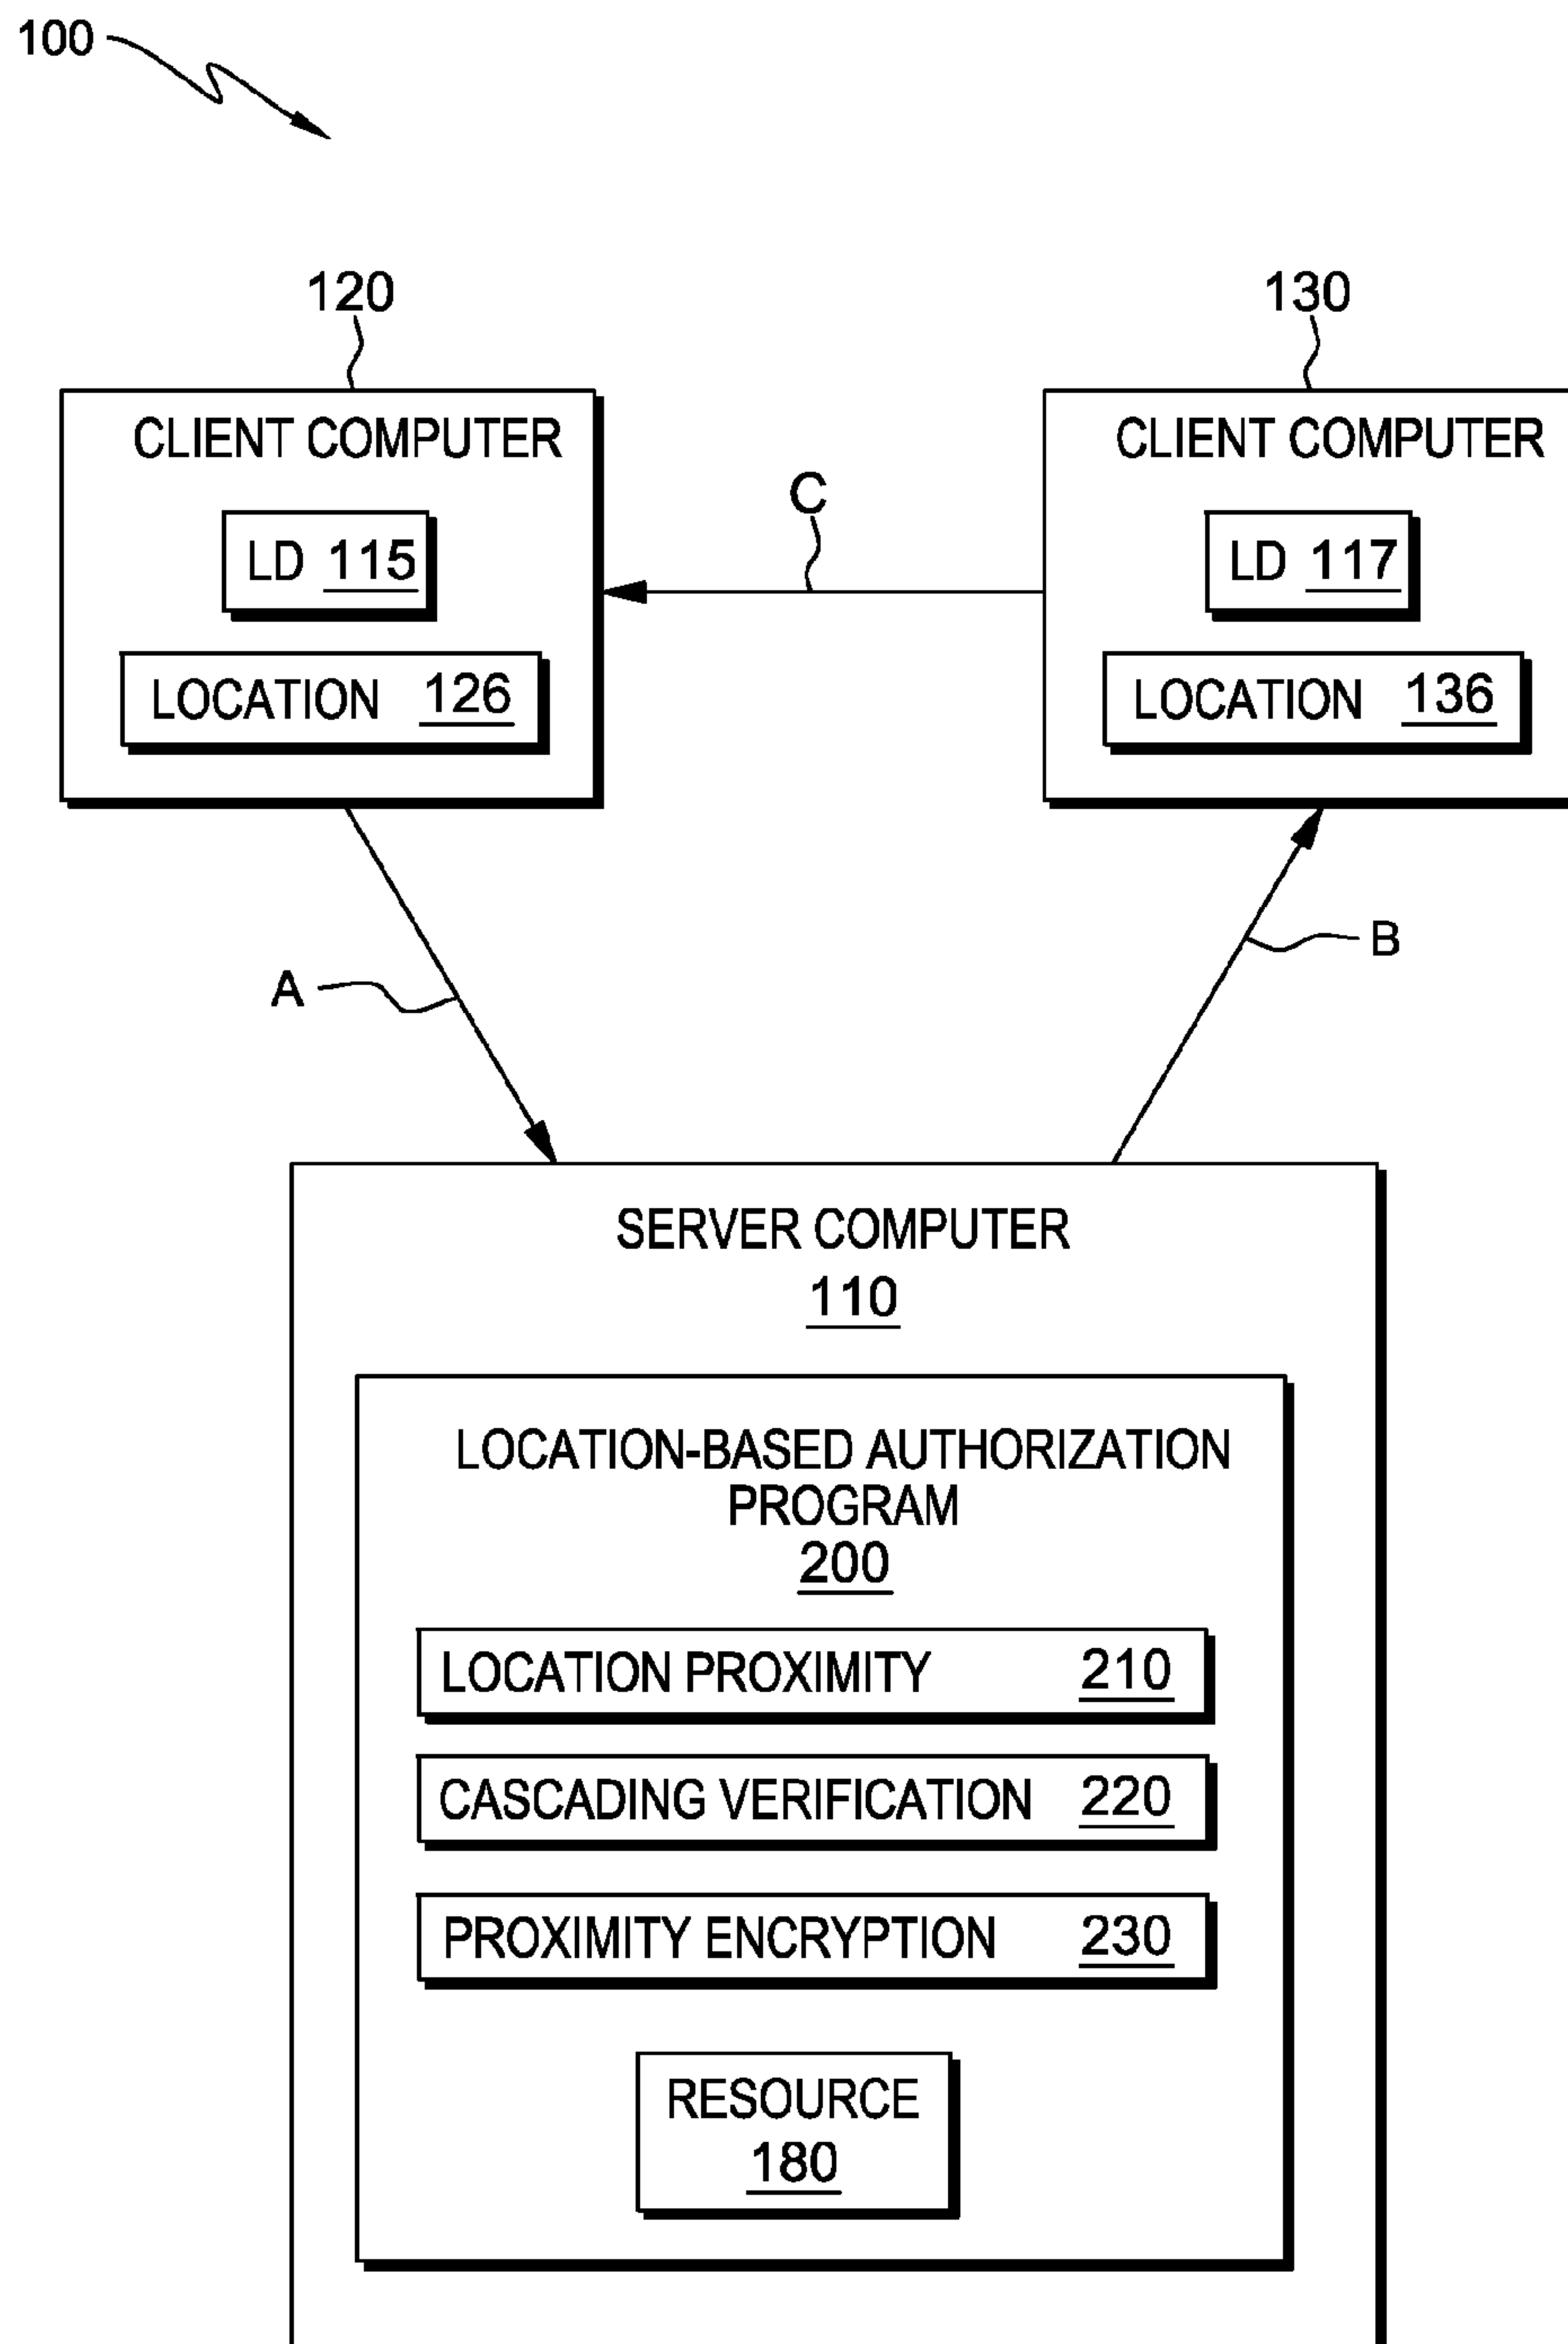 100
120
130
CLIENT COMPUTER
LD 115
LOCATION 126
C
CLIENT COMPUTER
LD 117
LOCATION 136
A
B
SERVER COMPUTER
110
LOCATION-BASED AUTHORIZATION
PROGRAM
200
LOCATION PROXIMITY 210
CASCADING VERIFICATION 220
PROXIMITY ENCRYPTION 230
RESOURCE
180